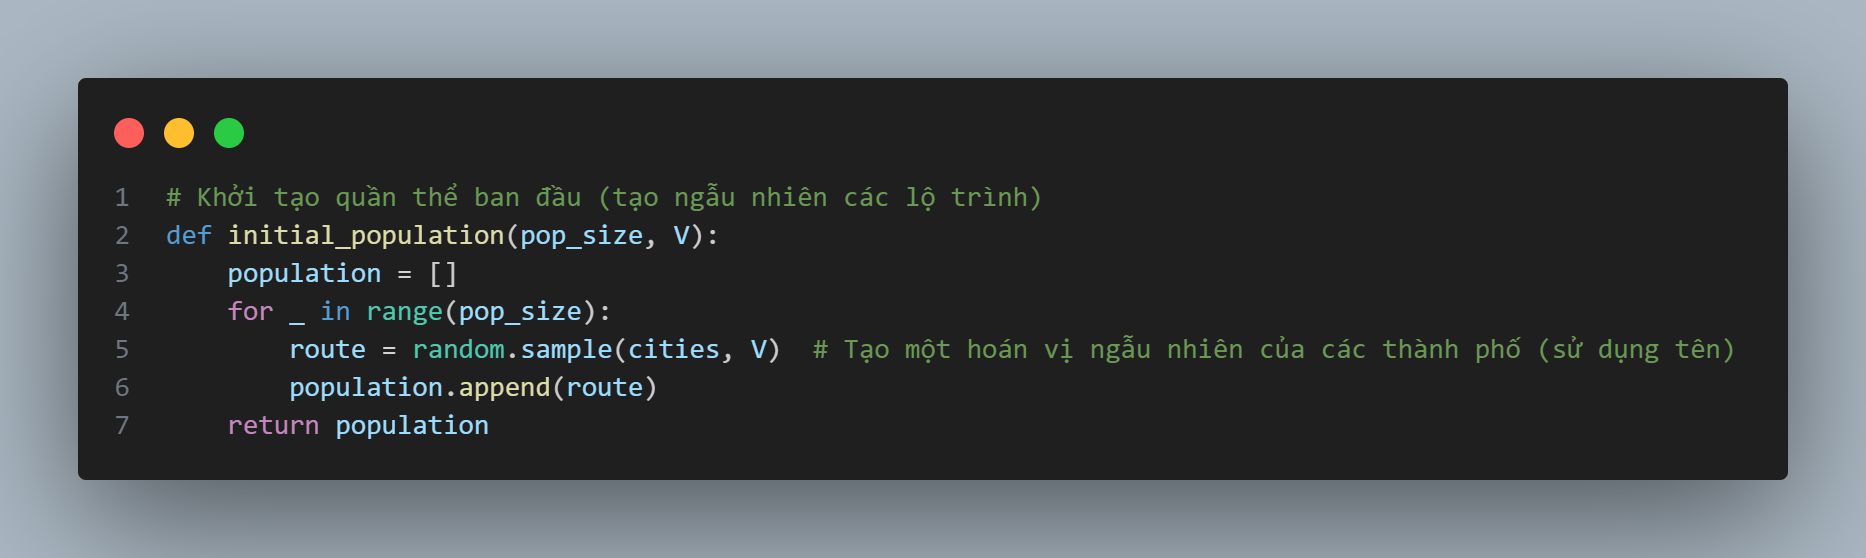 1 # Khởi tạo quần thể ban đầu (tạo ngẫu nhiên các lộ trình)
2 def initial_population(pop_size, V):
3     population = []
4     for _ in range(pop_size):
5         route = random.sample(cities, V)  # Tạo một hoán vị ngẫu nhiên của các thành phố (sử dụng tên)
6         population.append(route)
7     return population